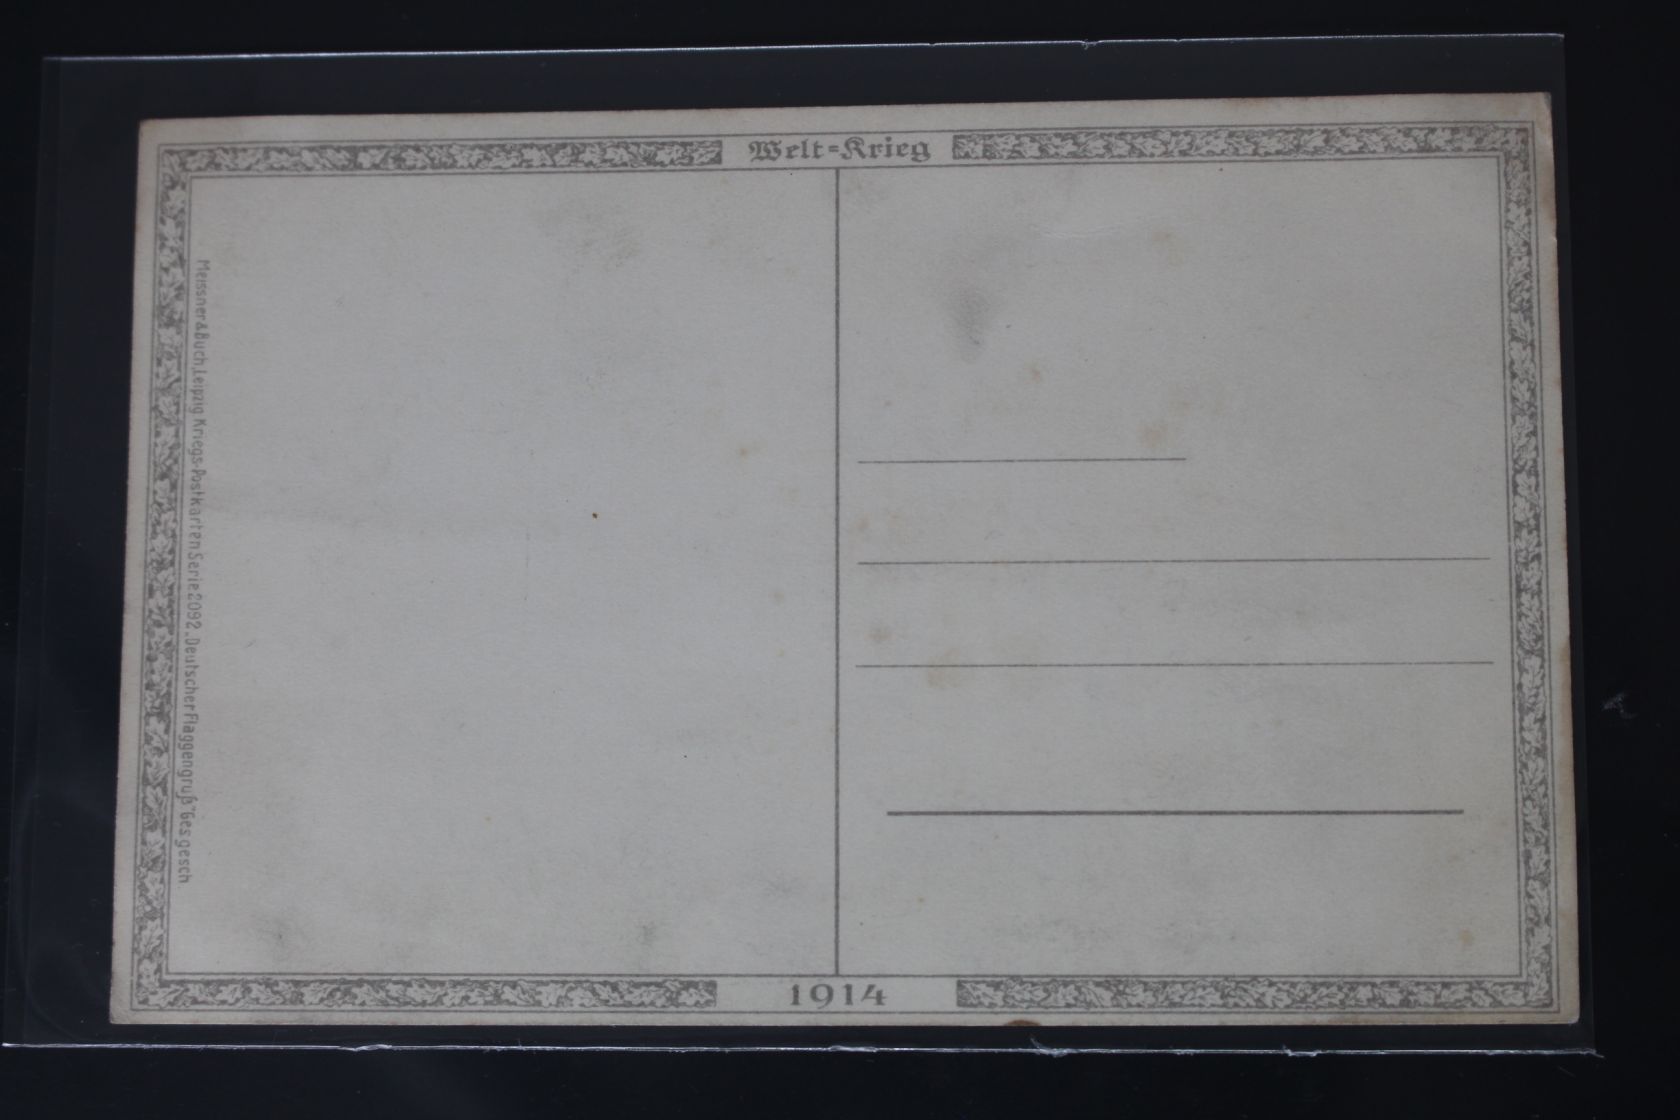 Welt=Krieg
Meissner & Buch, Leipzig Kriegs-Postkarten Serie 2092 „Deutscher Flaggengruß“ Ges. gesch.
1914